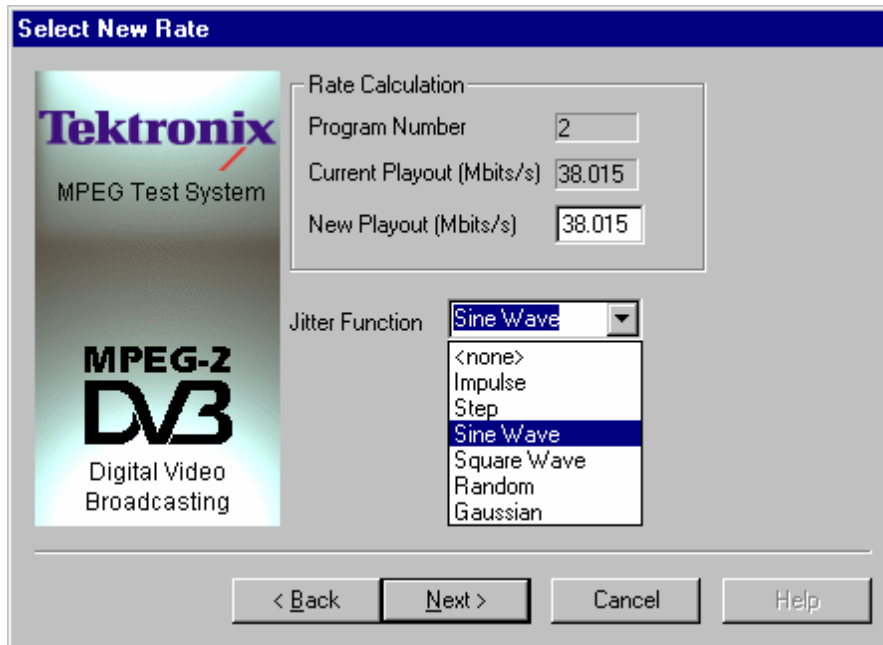 Select New Rate
Tektronix
MPEG Test System
MPEG-2
DVB
Digital Video
Broadcasting
Rate Calculation
Program Number 2
Current Playout (Mbits/s) 38.015
New Playout (Mbits/s) 38.015
Jitter Function Sine Wave
<none>
Impulse
Step
Sine Wave
Square Wave
Random
Gaussian
< Back Next > Cancel Help